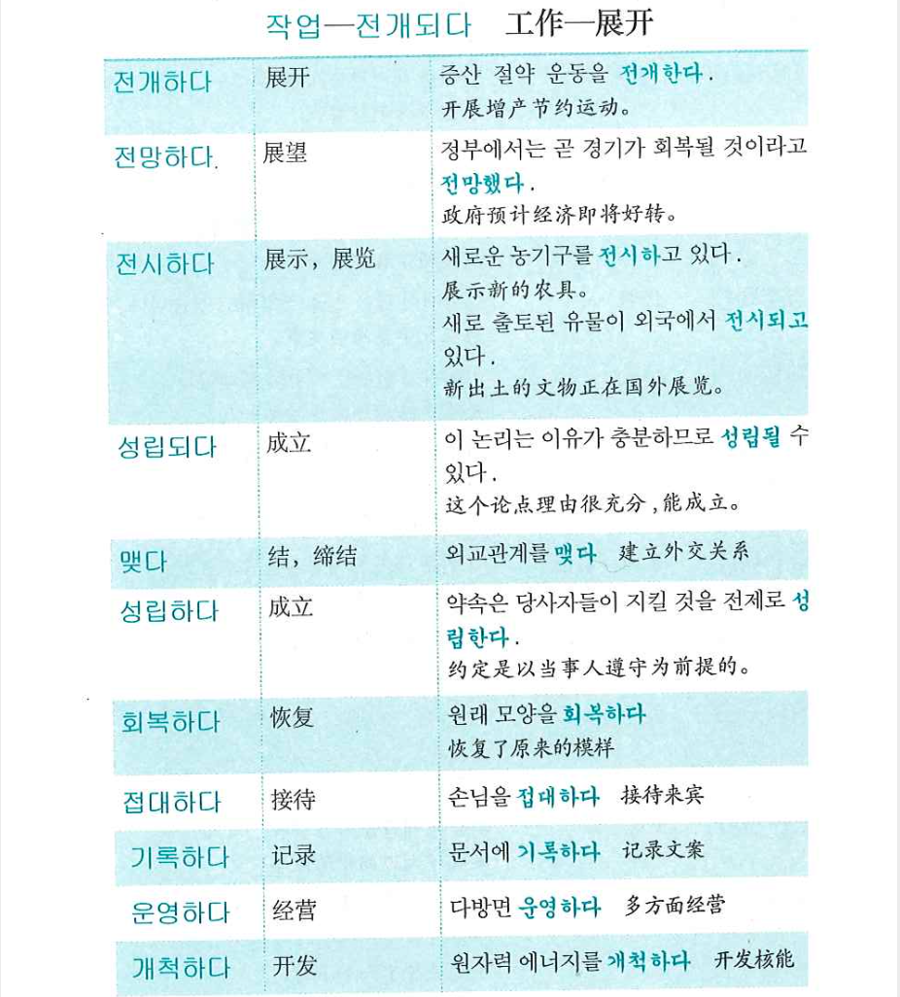 작업—전개되다 工作—展开
전개하다 展开 증산 절약 운동을 전개한다.
开展增产节约运动。
전망하다. 展望 정부에서는 곧 경기가 회복될 것이라고
전망했다.
政府预计经济即将好转。
전시하다 展示，展览 새로운 농기구를 전시하고 있다.
展示新的农具。
새로 출토된 유물이 외국에서 전시되고
있다.
新出土的文物正在国外展览。
성립되다 成立 이 논리는 이유가 충분하므로 성립될 수
있다.
这个论点理由很充分,能成立。
맺다 结，缔结 외교관계를 맺다 建立外交关系
성립하다 成立 약속은 당사자들이 지킬 것을 전제로 성
립한다.
约定是以当事人遵守为前提的。
회복하다 恢复 원래 모양을 회복하다
恢复了原来的模样
접대하다 接待 손님을 접대하다 接待来宾
기록하다 记录 문서에 기록하다 记录文案
운영하다 经营 다방면 운영하다 多方面经营
개척하다 开发 원자력 에너지를 개척하다 开发核能